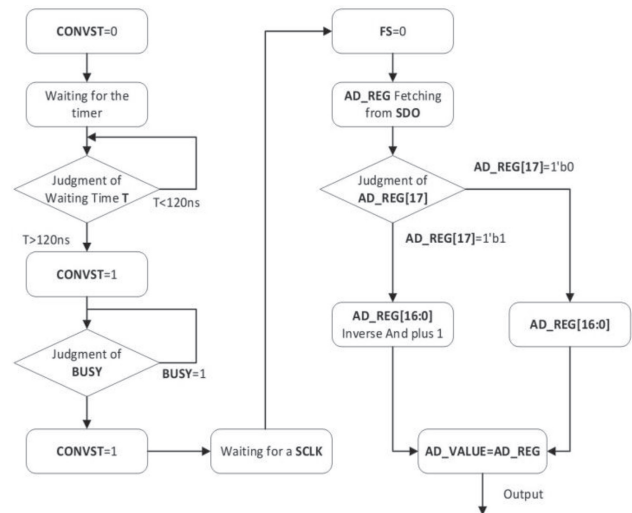 CONVST=0
Waiting for the
timer
Judgment of
Waiting Time T
T<120ns
T>120ns
CONVST=1
Judgment of
BUSY
BUSY=1
CONVST=1
Waiting for a SCLK
FS=0
AD_REG Fetching
from SDO
AD_REG[17]=1'b0
Judgment of
AD_REG[17]
AD_REG[17]=1'b1
AD_REG[16:0]
Inverse And plus 1
AD_REG[16:0]
AD_VALUE=AD_REG
Output